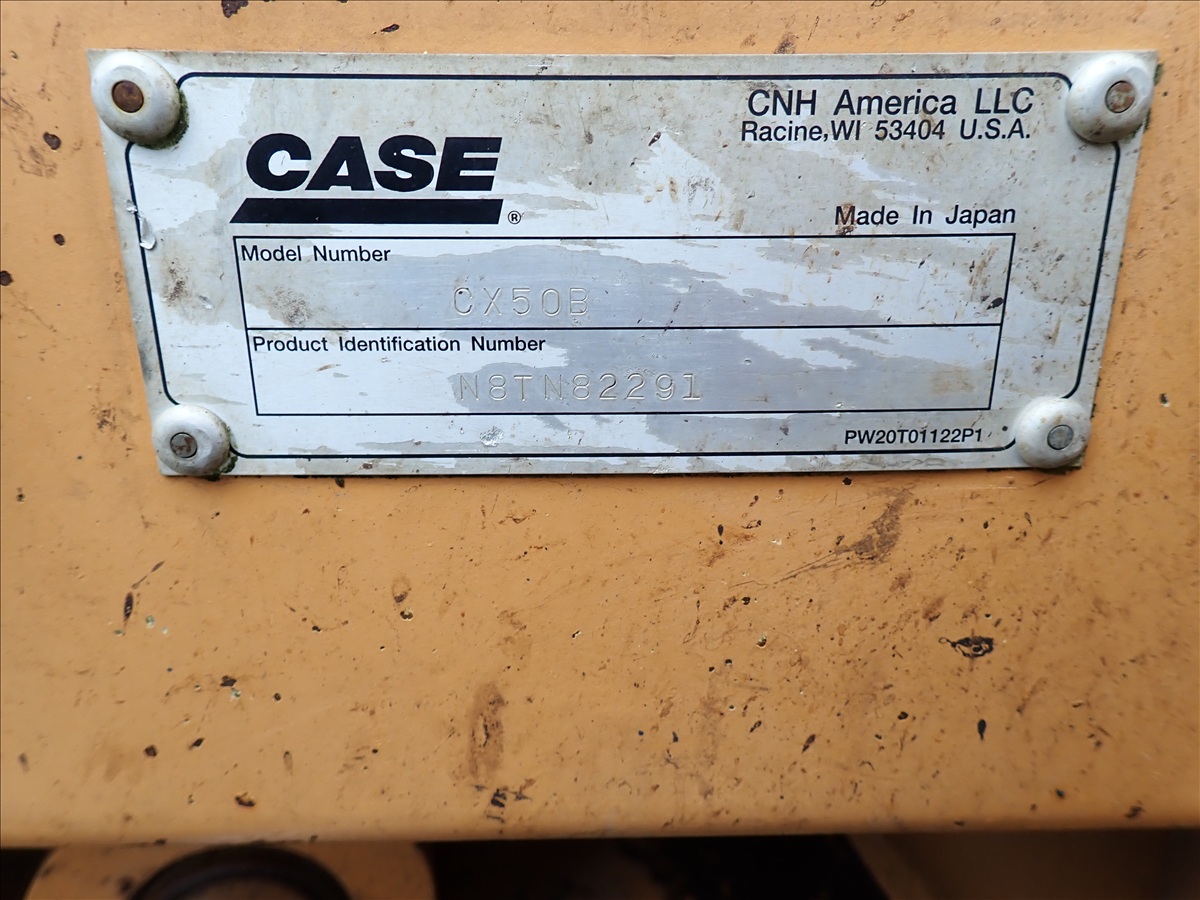 CNH America LLC
Racine,WI 53404 U.S.A.
CASE
®
Made In Japan
Model Number
CX50B
Product Identification Number
N8TN82291
PW20T01122P1